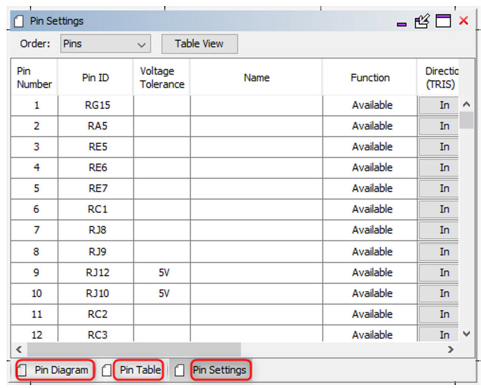 Pin Settings
Order: Pins Table View
Pin Number Pin ID Voltage Tolerance Name Function Directio (TRIS)
1 RG15 Available In
2 RA5 Available In
3 RE5 Available In
4 RE6 Available In
5 RE7 Available In
6 RC1 Available In
7 RJ8 Available In
8 RJ9 Available In
9 RJ12 5V Available In
10 RJ10 5V Available In
11 RC2 Available In
12 RC3 Available In
Pin Diagram Pin Table Pin Settings